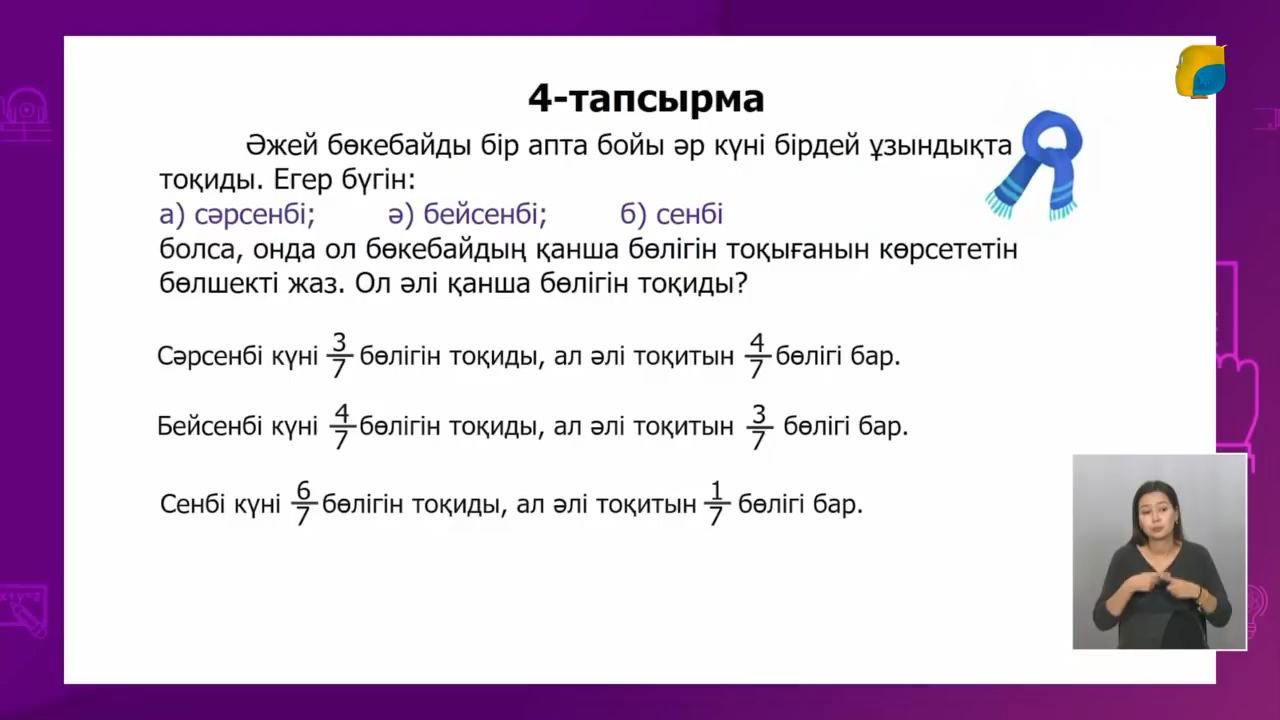 4-тапсырма
Әжей бөкебайды бір апта бойы әр күні бірдей ұзындықта
тоқиды. Егер бүгін:
а) сәрсенбі; ә) бейсенбі; б) сенбі
болса, онда ол бөкебайдың қанша бөлігін тоқығанын көрсететін
бөлшекті жаз. Ол әлі қанша бөлігін тоқиды?
Сәрсенбі күні 3/7 бөлігін тоқиды, ал әлі тоқитын 4/7 бөлігі бар.
Бейсенбі күні 4/7 бөлігін тоқиды, ал әлі тоқитын 3/7 бөлігі бар.
Сенбі күні 6/7 бөлігін тоқиды, ал әлі тоқитын 1/7 бөлігі бар.
x+y=z